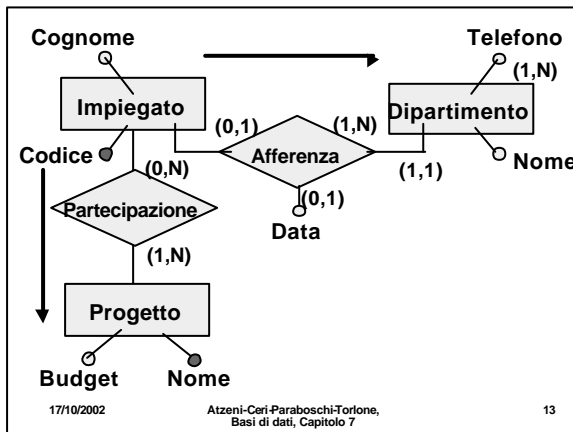 Cognome
Telefono
(1,N)
Impiegato
Dipartimento
(0,1)
(1,N)
Codice
Afferenza
Nome
(0,N)
(1,1)
Partecipazione
(0,1)
Data
(1,N)
Progetto
Budget
Nome
17/10/2002
Atzeni-Ceri-Paraboschi-Torlone,
Basi di dati, Capitolo 7
13